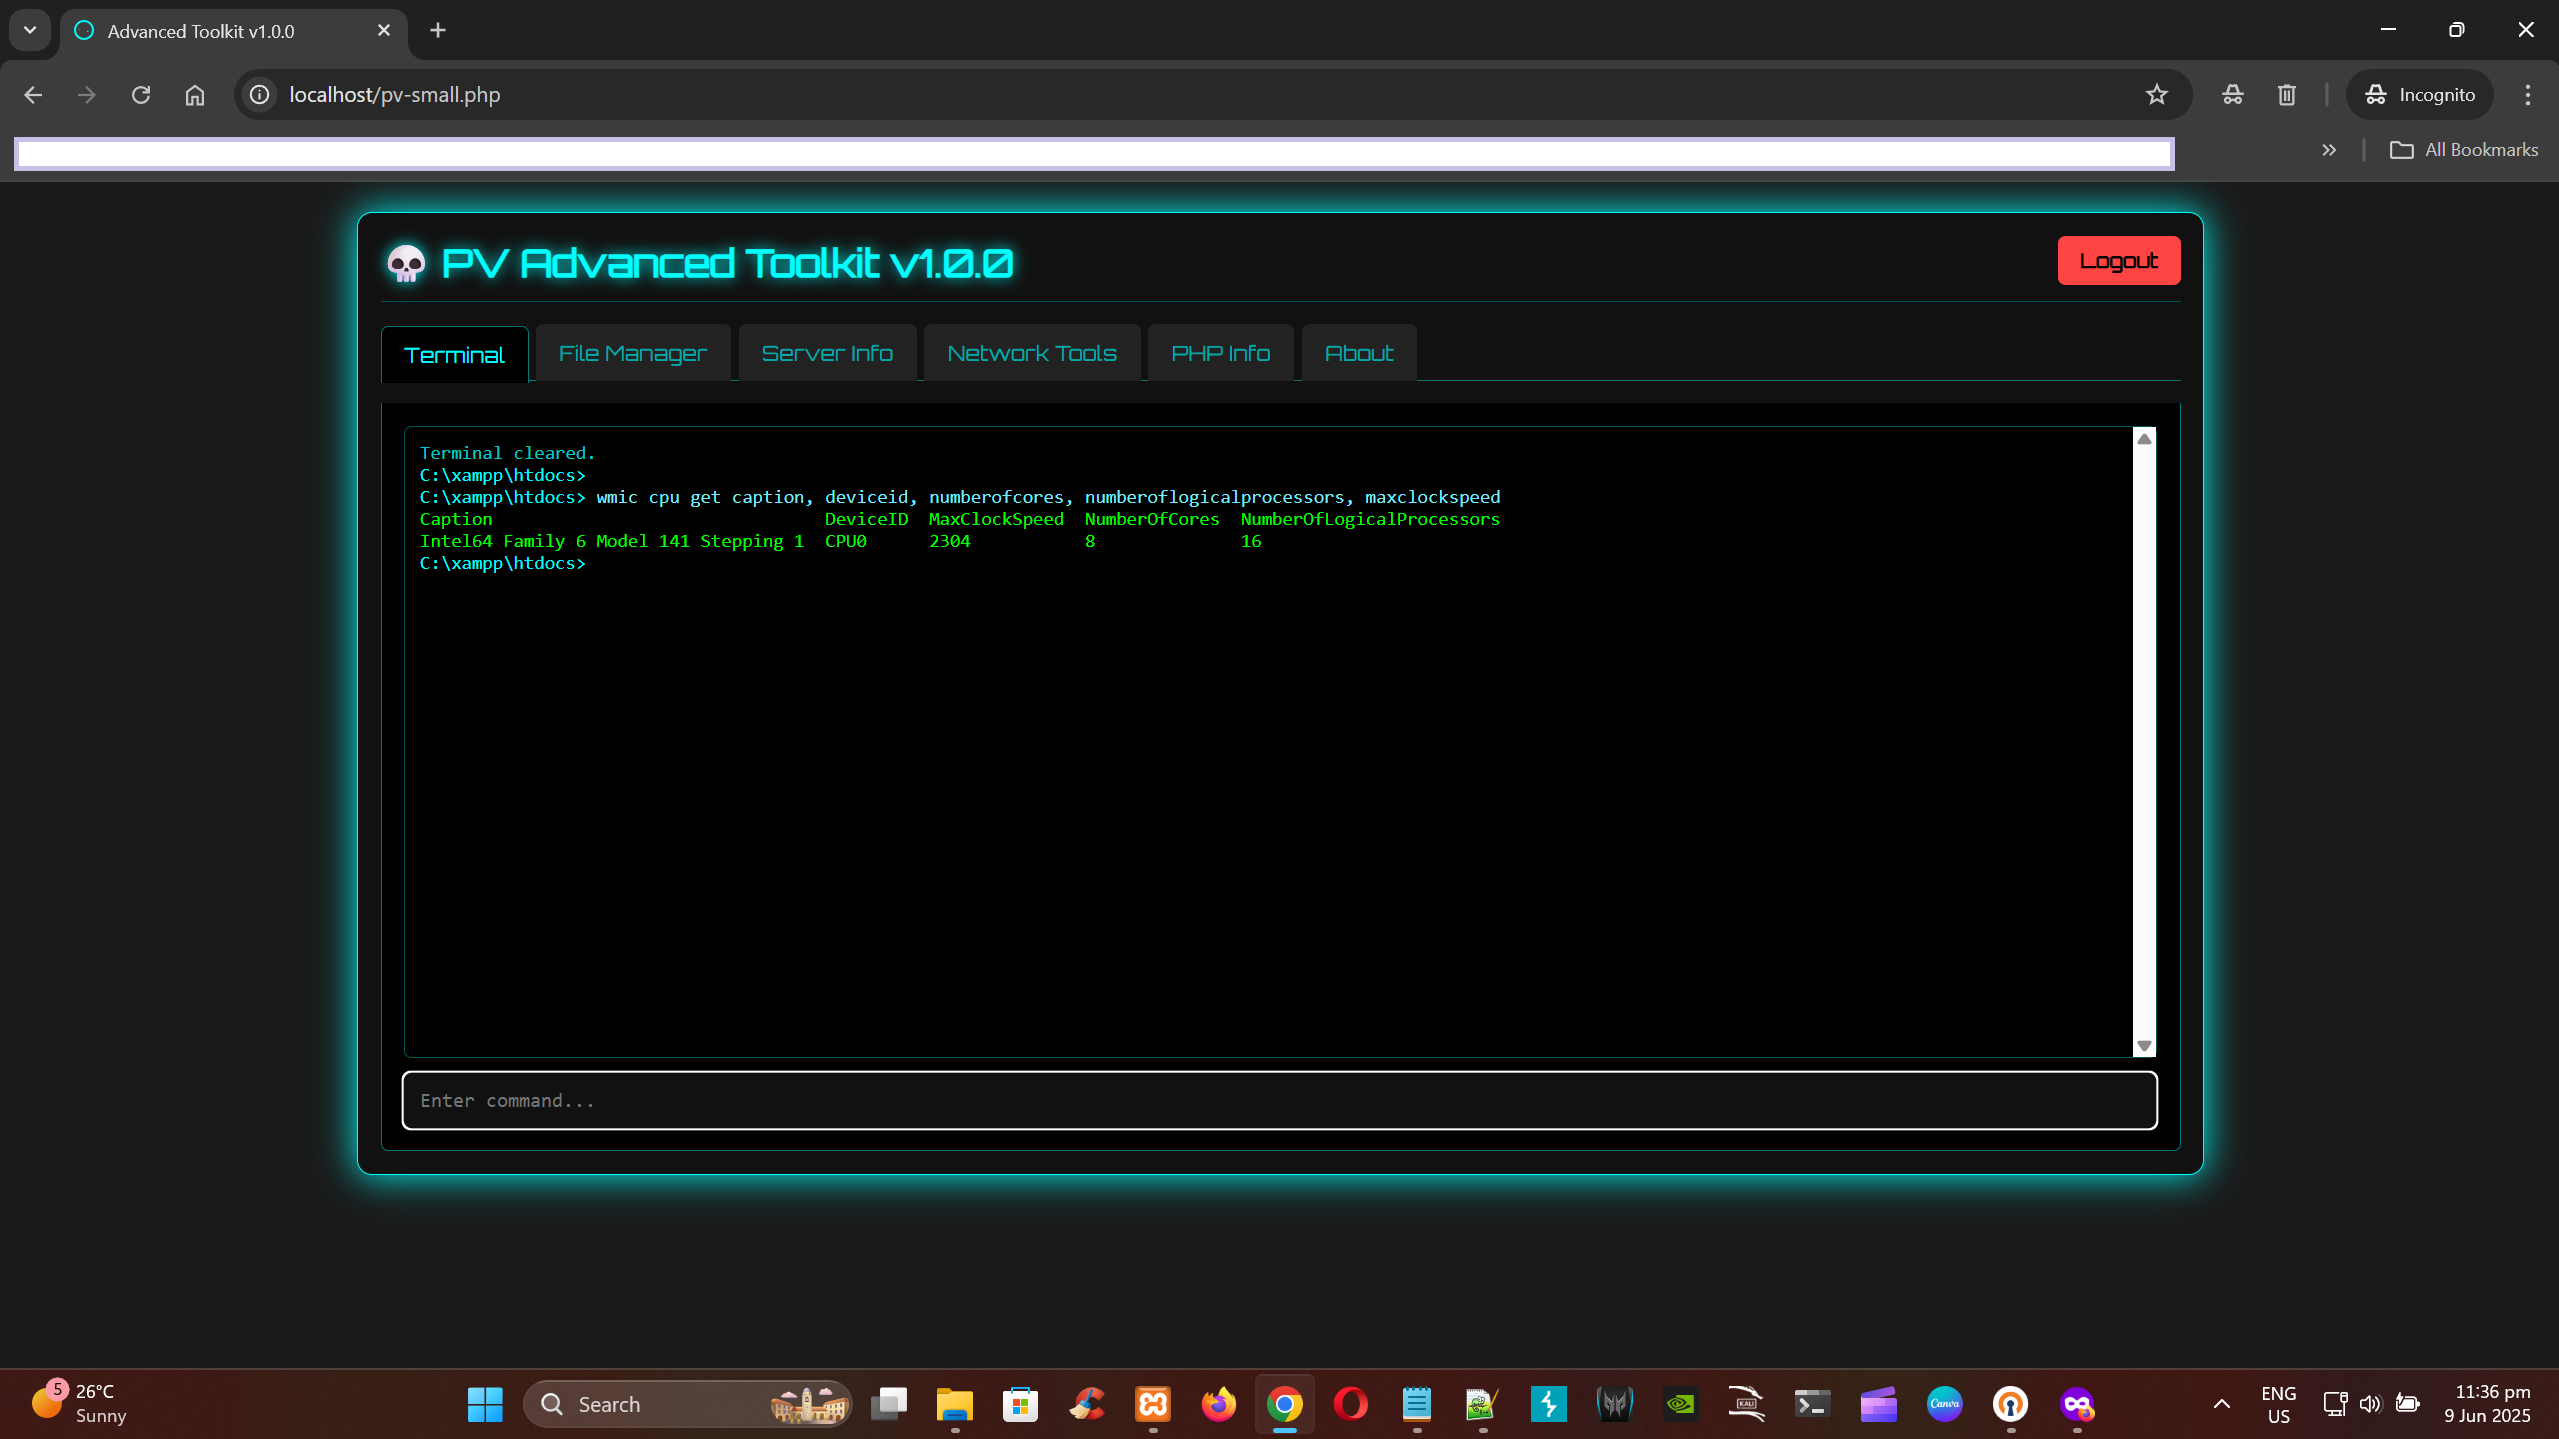 Advanced Toolkit v1.0.0
localhost/pv-small.php
Incognito
All Bookmarks
PV Advanced Toolkit v1.0.0
Logout
Terminal File Manager Server Info Network Tools PHP Info About
Terminal cleared.
C:\xampp\htdocs>
C:\xampp\htdocs> wmic cpu get caption, deviceid, numberofcores, numberoflogicalprocessors, maxclockspeed
Caption DeviceID MaxClockSpeed NumberOfCores NumberOfLogicalProcessors
Intel64 Family 6 Model 141 Stepping 1 CPU0 2304 8 16
C:\xampp\htdocs>
Enter command...
5
26°C
Sunny
Search
KALI
Canva
ENG
US
11:36 pm
9 Jun 2025